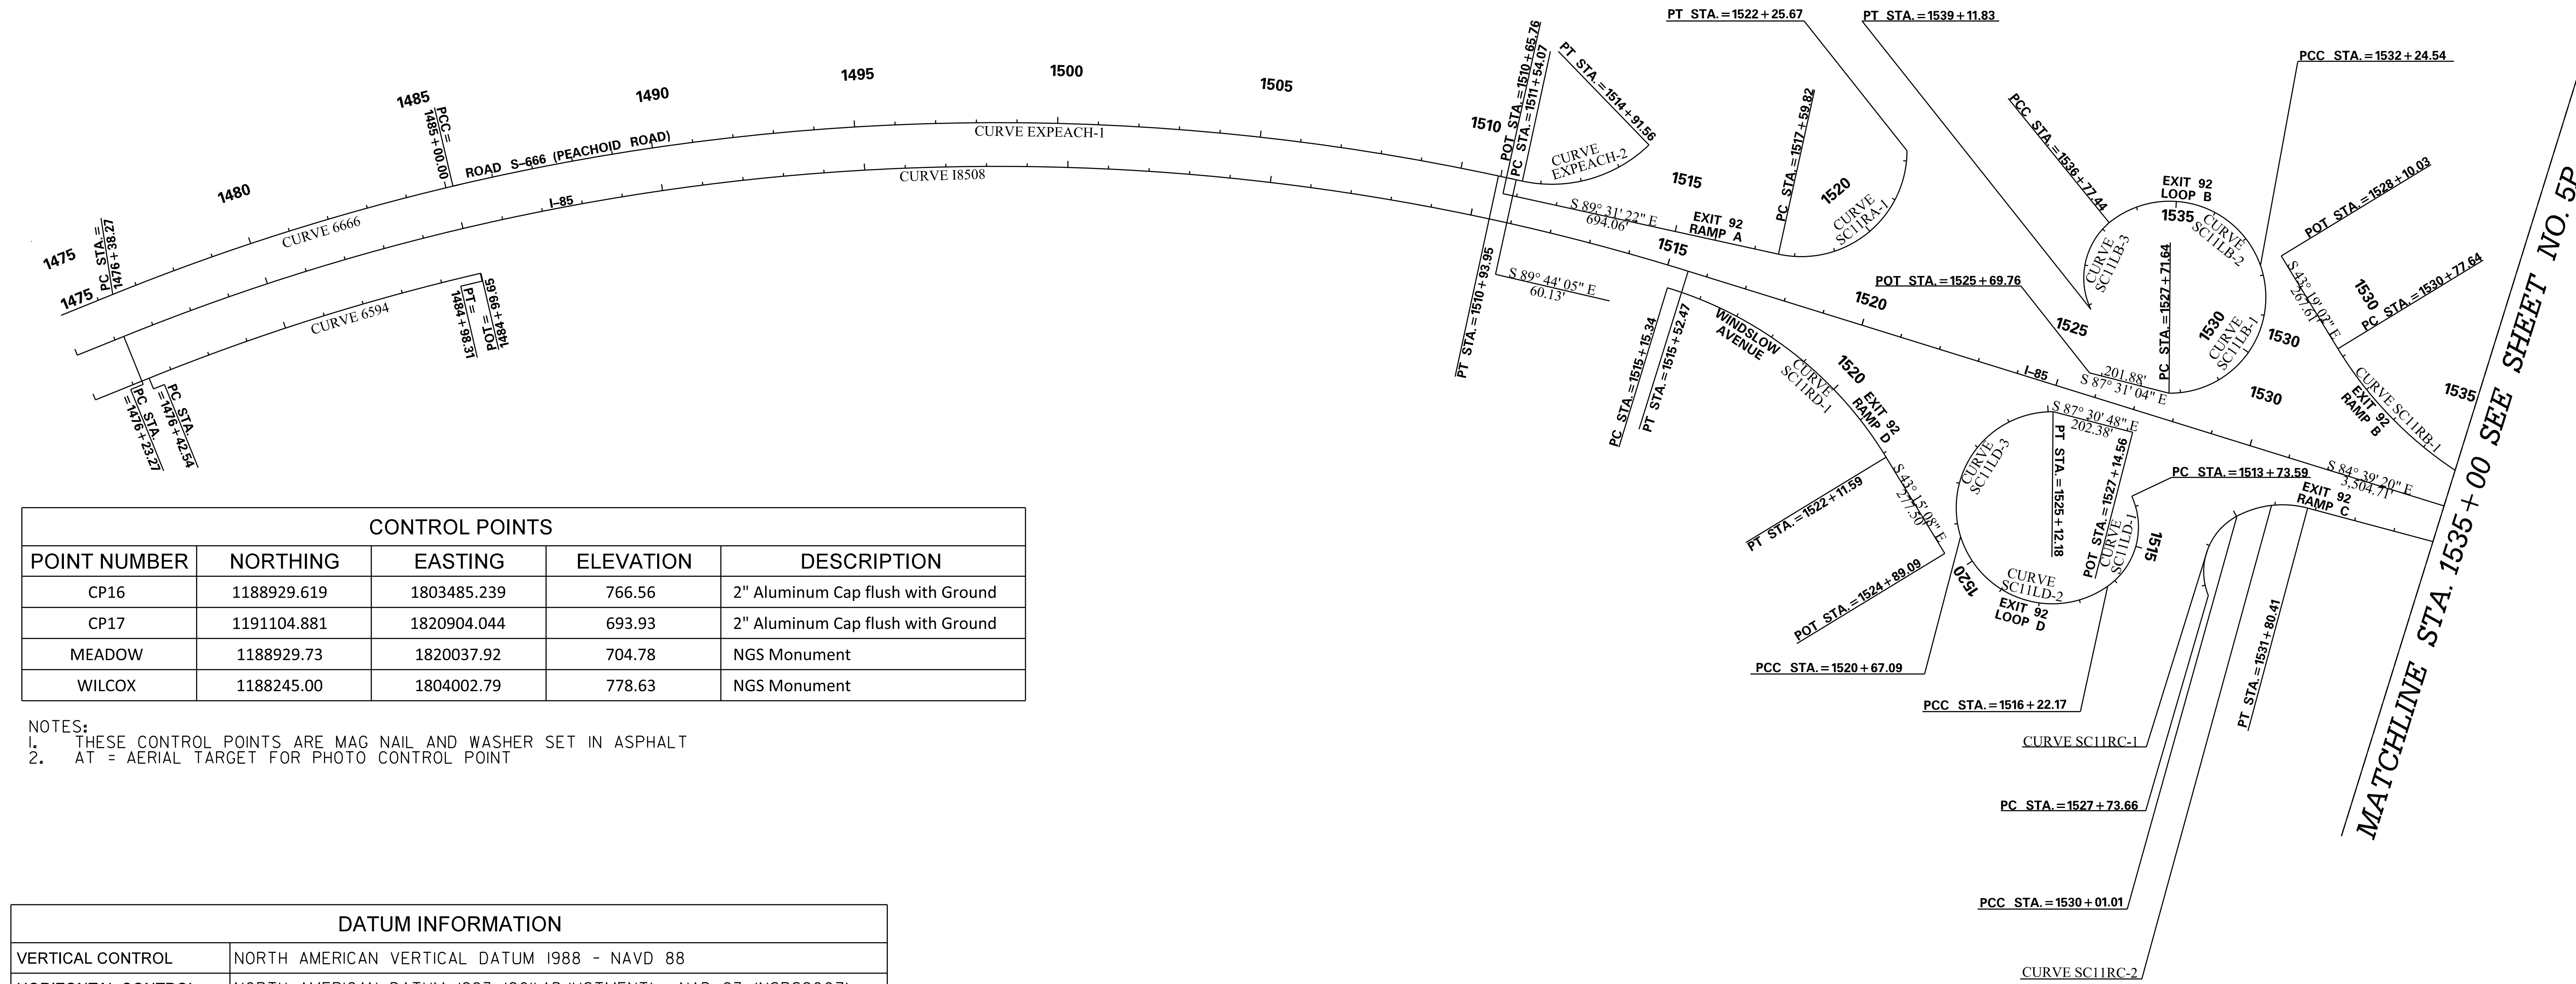 PT STA.=1522+25.67
PT STA.=1539+11.83
PCC STA.=1532+24.54
1475
1475
PC STA.=
1476+38.27
1480
1485
PCC =
1485+00.00
ROAD S-666 (PEACHOID ROAD)
1490
1495
1500
1505
1510
CURVE EXPEACH-1
CURVE I8508
CURVE 6666
I-85
CURVE 6594
PT =
1484+98.31
POT =
1484+99.65
PC STA.
=1476+23.27
PC STA.
=1476+42.54
POT STA.=1510+65.76
PC STA.=1511+54.07
PT STA.=1514+91.56
CURVE
EXPEACH-2
1515
PC STA.=1517+59.82
1520
CURVE
SC11RA-1
S 89° 31' 22" E
694.06'
EXIT 92
RAMP A
1515
PT STA.=1510+93.95
S 89° 44' 05" E
60.13'
PC STA.=1515+15.34
PT STA.=1515+52.47
WINDSLOW
AVENUE
CURVE
SC11RD-1
1520
EXIT 92
RAMP D
1520
PCC STA.=1536+77.44
EXIT 92
LOOP B
1535
CURVE
SC11LB-2
CURVE
SC11LB-3
PC STA.=1527+71.64
POT STA.=1525+69.76
1525
1530
CURVE
SC11LB-1
201.88'
S 87° 31' 04" E
1530
1530
I-85
POT STA.=1528+10.03
S 43° 19' 07" E
267.61'
1530
PC STA.=1530+77.64
CURVE SC11RB-1
EXIT 92
RAMP B
1535
S 87° 30' 48" E
202.38'
CURVE
SC11LD-3
PT STA.=1525+12.18
POT STA.=1527+14.56
CURVE
SC11LD-1
PC STA.=1513+73.59
1515
S 84° 39' 20" E
3,504.71'
EXIT 92
RAMP C
S 43° 15' 08" E
277.50'
PT STA.=1522+11.59
POT STA.=1524+89.09
1520
CURVE
SC11LD-2
EXIT 92
LOOP D
PCC STA.=1520+67.09
PCC STA.=1516+22.17
PT STA.=1531+80.41
CURVE SC11RC-1
PC STA.=1527+73.66
PCC STA.=1530+01.01
CURVE SC11RC-2
MATCHLINE STA. 1535+00 SEE SHEET NO. 5P
CONTROL POINTS
POINT NUMBER NORTHING EASTING ELEVATION DESCRIPTION
CP16 1188929.619 1803485.239 766.56 2" Aluminum Cap flush with Ground
CP17 1191104.881 1820904.044 693.93 2" Aluminum Cap flush with Ground
MEADOW 1188929.73 1820037.92 704.78 NGS Monument
WILCOX 1188245.00 1804002.79 778.63 NGS Monument
NOTES:
1. THESE CONTROL POINTS ARE MAG NAIL AND WASHER SET IN ASPHALT
2. AT = AERIAL TARGET FOR PHOTO CONTROL POINT
DATUM INFORMATION
VERTICAL CONTROL NORTH AMERICAN VERTICAL DATUM 1988 - NAVD 88